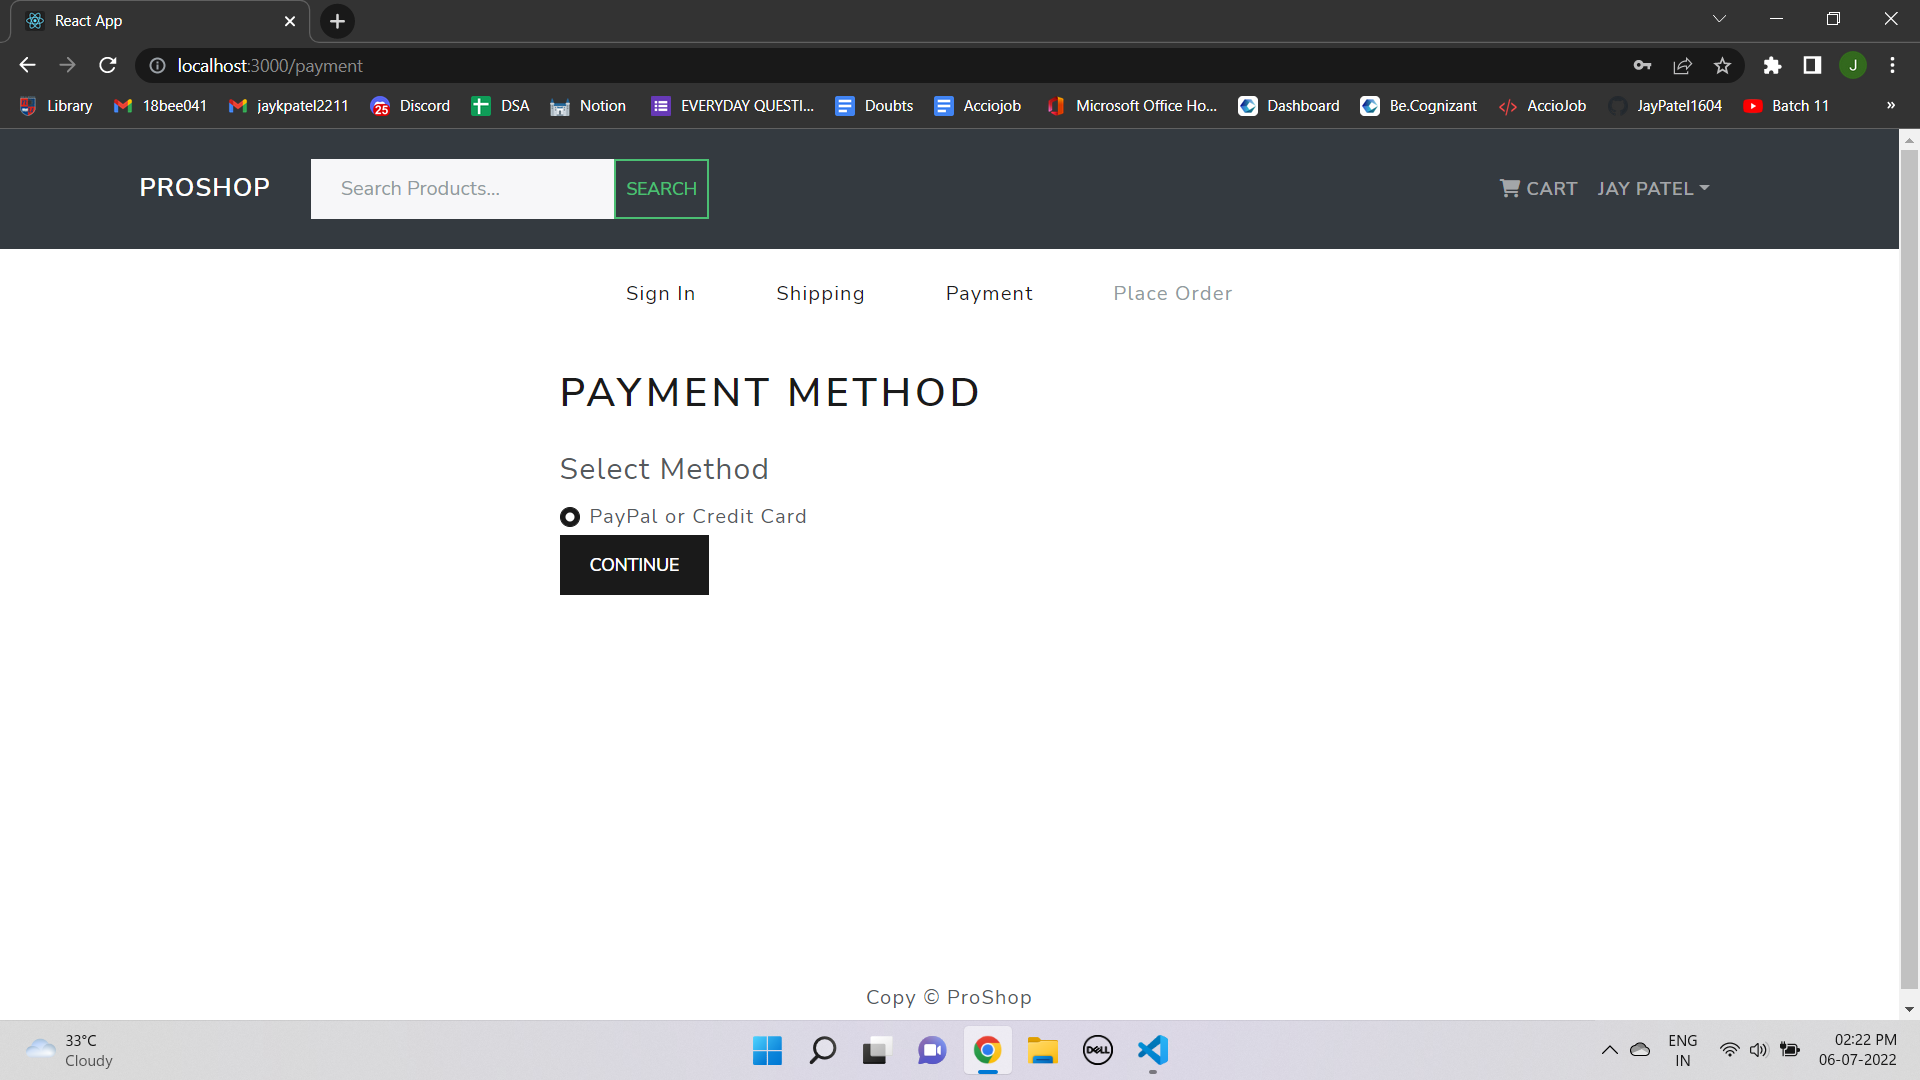 React App
localhost:3000/payment
J
Library 18bee041 jaykpatel2211 25 Discord DSA Notion EVERYDAY QUESTI... Doubts Acciojob Microsoft Office Ho... Dashboard Be.Cognizant </> AccioJob JayPatel1604 Batch 11 »
PROSHOP Search Products... SEARCH CART JAY PATEL
Sign In Shipping Payment Place Order
PAYMENT METHOD
Select Method
PayPal or Credit Card
CONTINUE
Copy © ProShop
33°C
Cloudy
DELL
ENG
IN
02:22 PM
06-07-2022